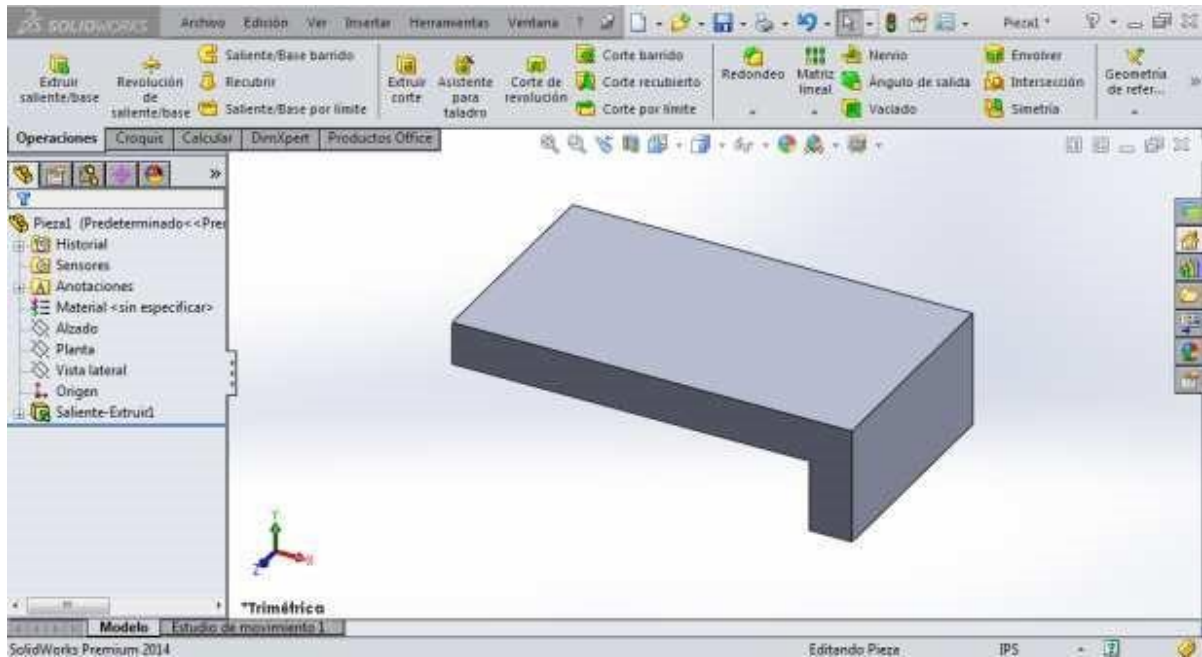 SOLIDWORKS Archivo Edición Ver Insertar Herramientas Ventana ? Pieza1 *
Extruir saliente/base
Revolución de saliente/base
Saliente/Base barrido
Recubrir
Saliente/Base por límite
Extruir corte
Asistente para taladro
Corte de revolución
Corte barrido
Corte recubierto
Corte por límite
Redondeo
Matriz lineal
Nervio
Ángulo de salida
Vaciado
Envolver
Intersección
Simetría
Geometría de refer...
Operaciones Croquis Calcular DimXpert Productos Office
Pieza1 (Predeterminado<<Pre
Historial
Sensores
Anotaciones
Material <sin especificar>
Alzado
Planta
Vista lateral
Origen
Saliente-Extruir1
Y
X
Z
*Trimétrica
Modelo Estudio de movimiento 1
SolidWorks Premium 2014 Editando Pieza IPS